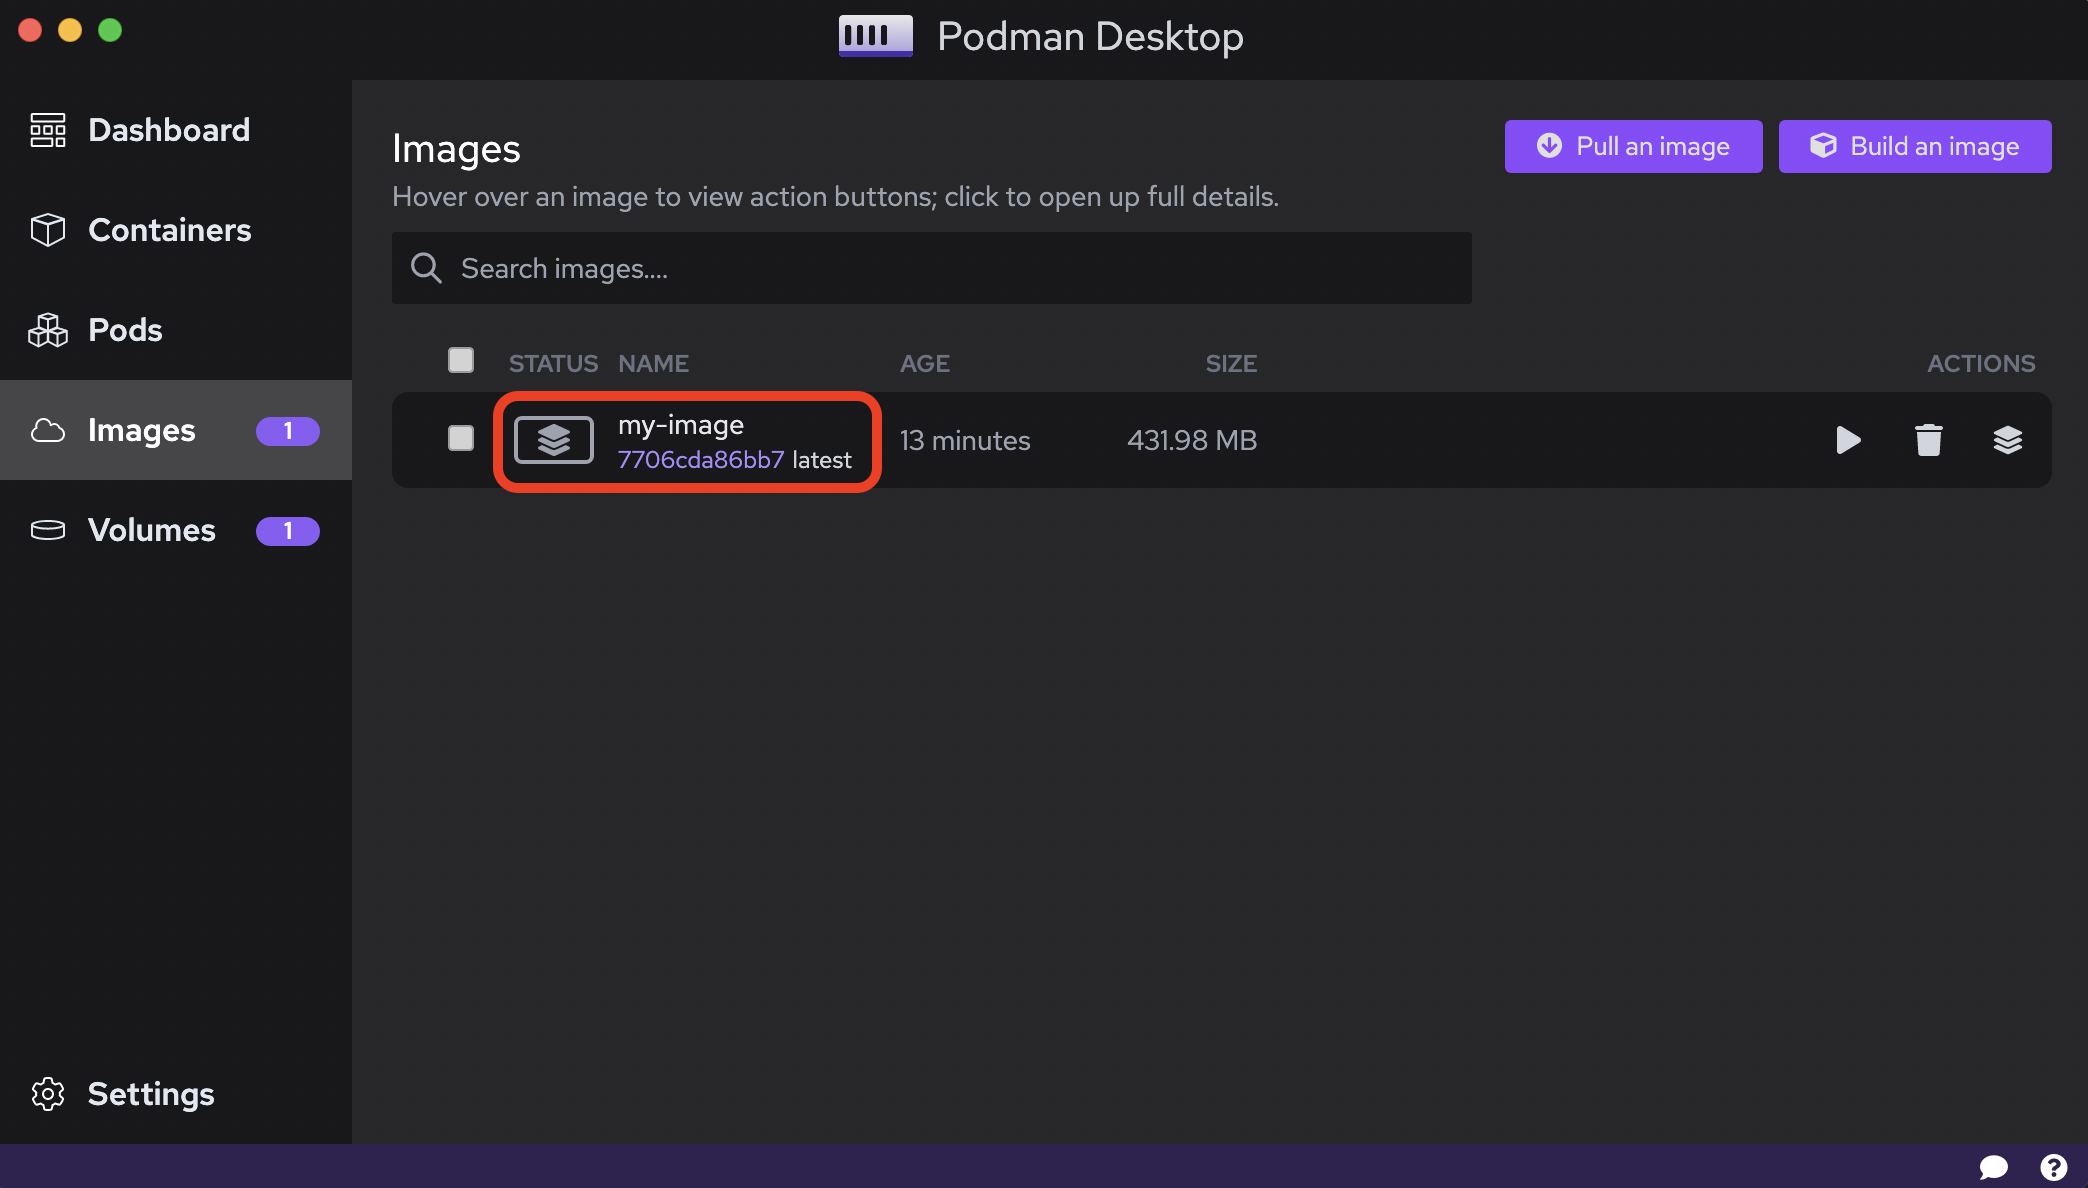 Podman Desktop
Dashboard
Containers
Pods
Images 1
Volumes 1
Settings
Images
Pull an image
Build an image
Hover over an image to view action buttons; click to open up full details.
Search images....
STATUS NAME AGE SIZE ACTIONS
my-image
7706cda86bb7 latest
13 minutes
431.98 MB
?